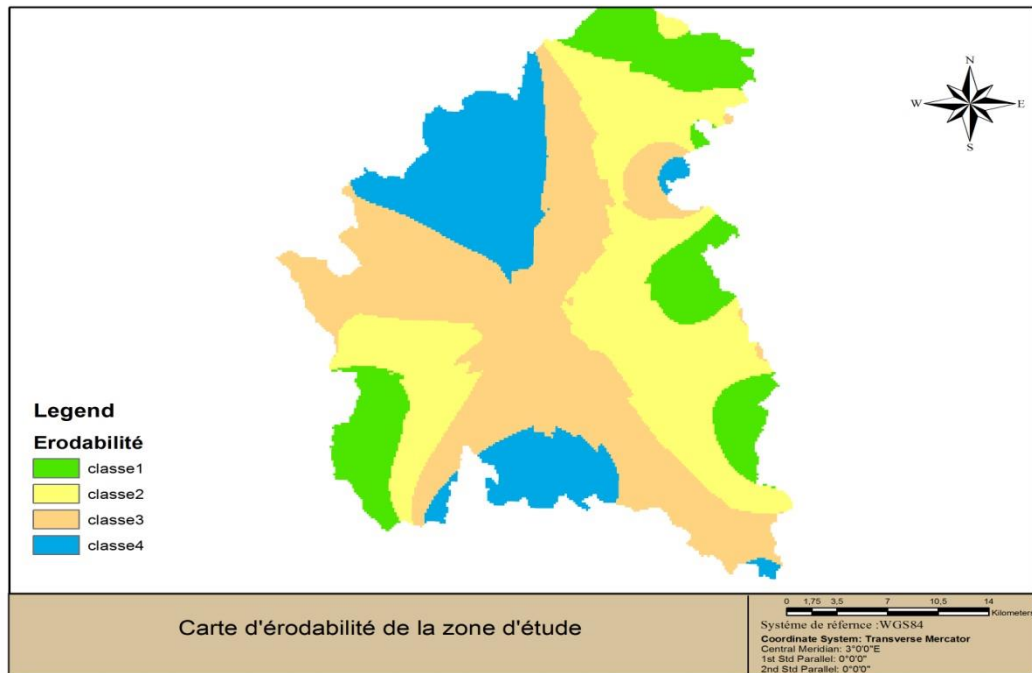 N
W E
S
Legend
Erodabilité
classe1
classe2
classe3
classe4
Carte d'érodabilité de la zone d'étude
0 1,75 3,5 7 10,5 14
Kilometers
Système de réfernce :WGS84
Coordinate System: Transverse Mercator
Central Meridian: 3°0'0"E
1st Std Parallel: 0°0'0"
2nd Std Parallel: 0°0'0"